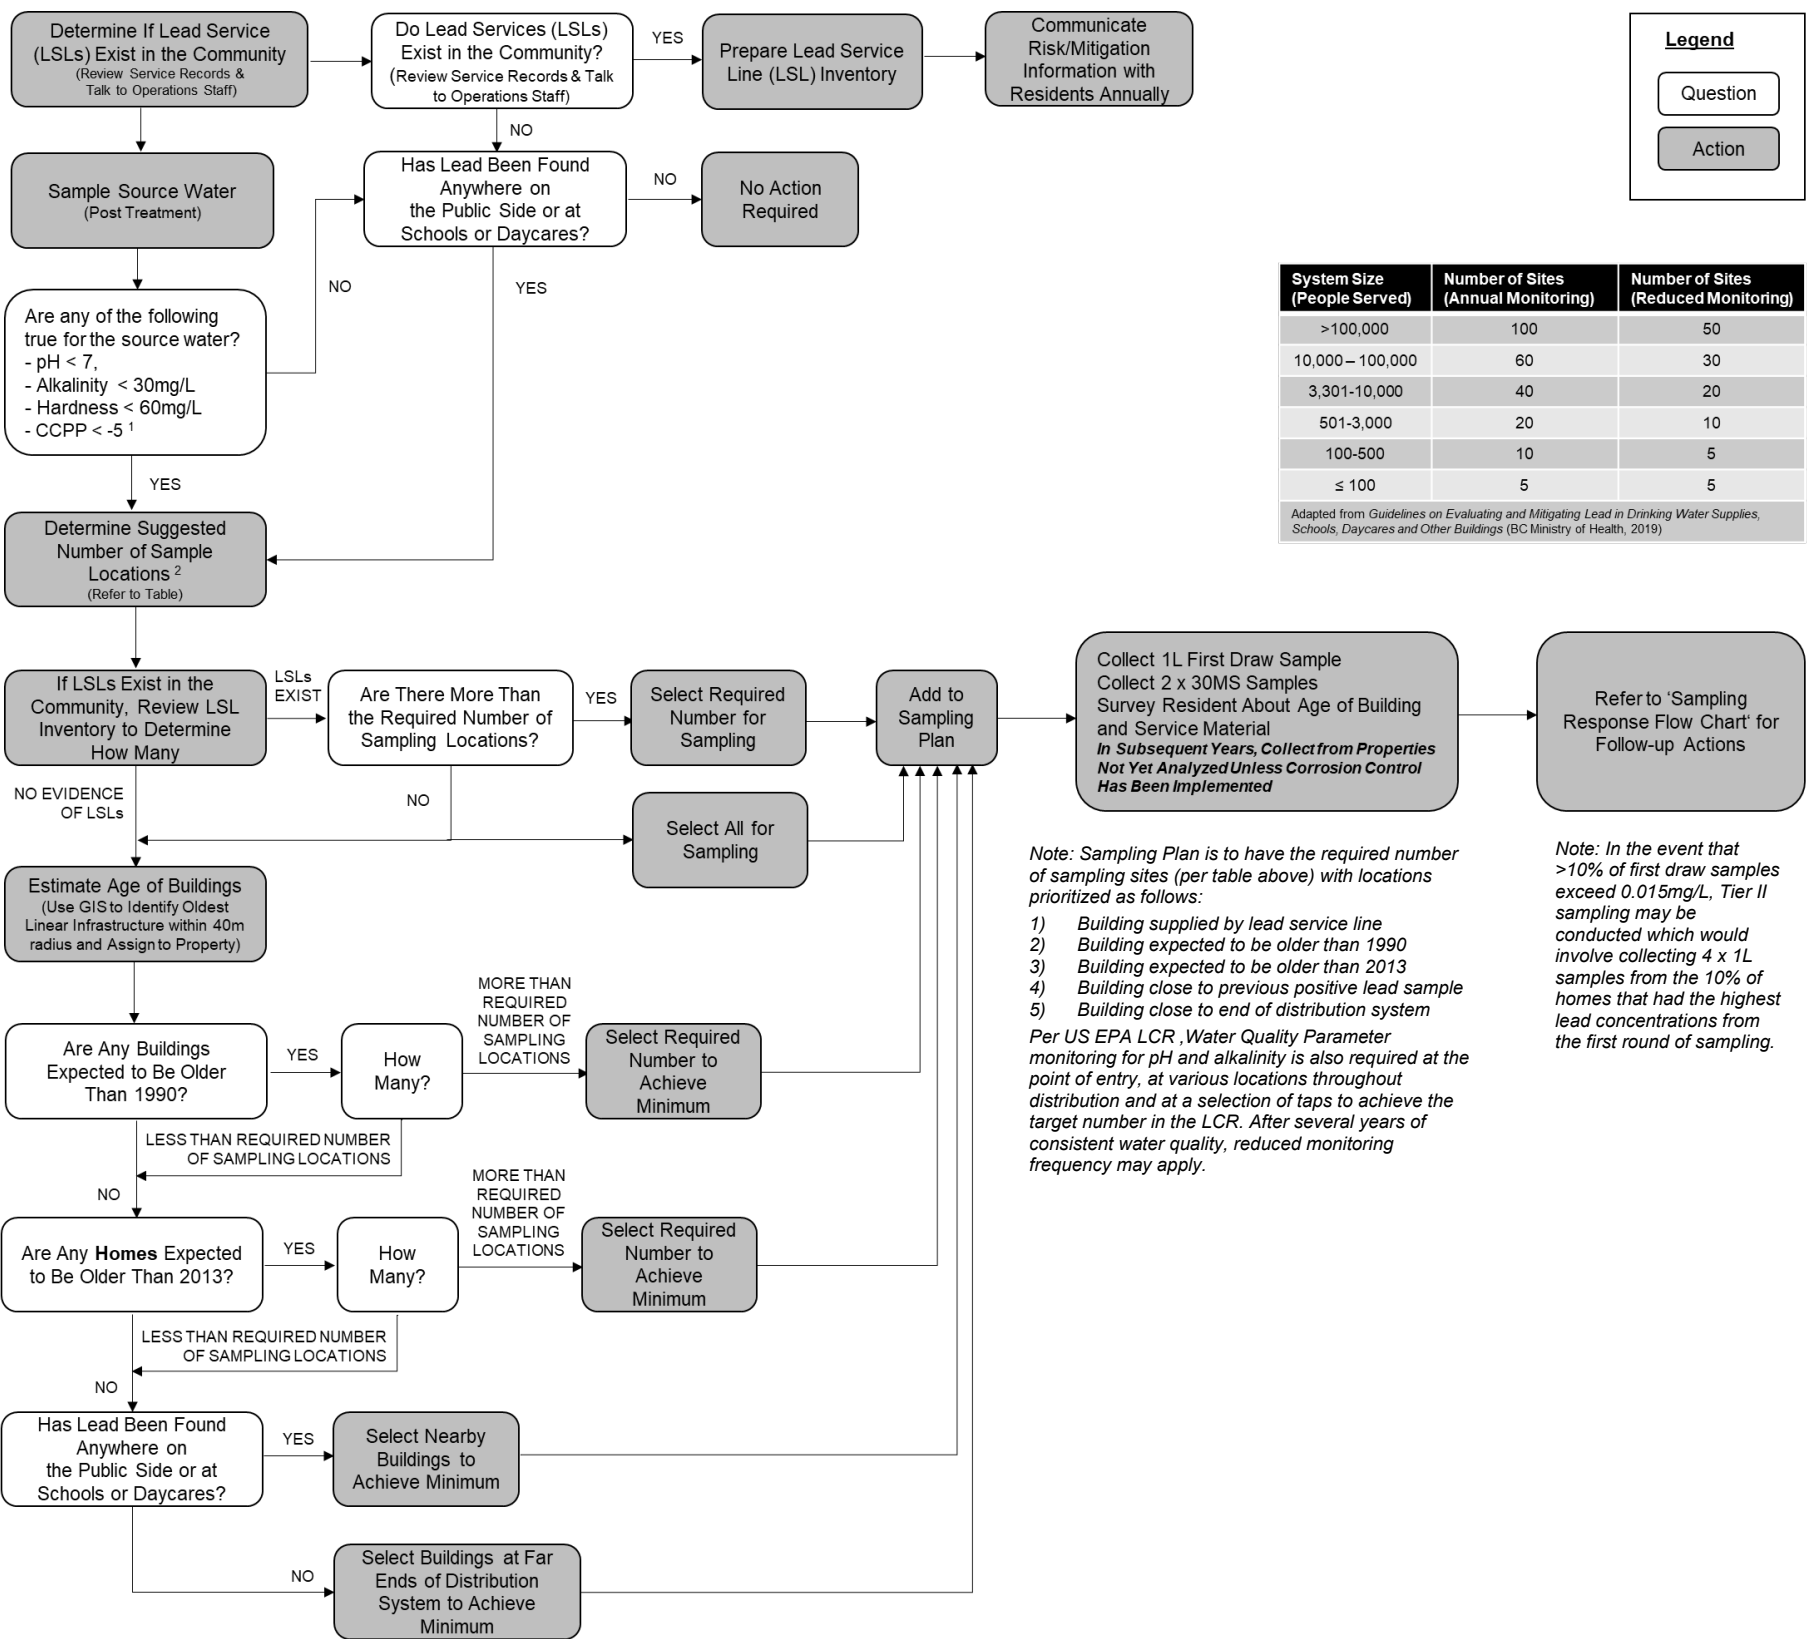 Determine If Lead Service
(LSLs) Exist in the Community
(Review Service Records &
Talk to Operations Staff)
Do Lead Services (LSLs)
Exist in the Community?
(Review Service Records & Talk
to Operations Staff)
YES
Prepare Lead Service
Line (LSL) Inventory
Communicate
Risk/Mitigation
Information with
Residents Annually
Legend
Question
Action
NO
Sample Source Water
(Post Treatment)
Has Lead Been Found
Anywhere on
the Public Side or at
Schools or Daycares?
NO
No Action
Required
NO
YES
Are any of the following
true for the source water?
- pH < 7,
- Alkalinity < 30mg/L
- Hardness < 60mg/L
- CCPP < -5 1
System Size
(People Served)
Number of Sites
(Annual Monitoring)
Number of Sites
(Reduced Monitoring)
>100,000 100 50
10,000 – 100,000 60 30
3,301-10,000 40 20
501-3,000 20 10
100-500 10 5
≤ 100 5 5
Adapted from Guidelines on Evaluating and Mitigating Lead in Drinking Water Supplies,
Schools, Daycares and Other Buildings (BC Ministry of Health, 2019)
YES
Determine Suggested
Number of Sample
Locations 2
(Refer to Table)
If LSLs Exist in the
Community, Review LSL
Inventory to Determine
How Many
LSLs
EXIST
Are There More Than
the Required Number of
Sampling Locations?
YES
Select Required
Number for
Sampling
Add to
Sampling
Plan
Collect 1L First Draw Sample
Collect 2 x 30MS Samples
Survey Resident About Age of Building
and Service Material
In Subsequent Years, Collect from Properties
Not Yet Analyzed Unless Corrosion Control
Has Been Implemented
Refer to ‘Sampling
Response Flow Chart‘ for
Follow-up Actions
NO EVIDENCE
OF LSLs
NO
Select All for
Sampling
Estimate Age of Buildings
(Use GIS to Identify Oldest
Linear Infrastructure within 40m
radius and Assign to Property)
Note: Sampling Plan is to have the required number
of sampling sites (per table above) with locations
prioritized as follows:
1) Building supplied by lead service line
2) Building expected to be older than 1990
3) Building expected to be older than 2013
4) Building close to previous positive lead sample
5) Building close to end of distribution system
Per US EPA LCR ,Water Quality Parameter
monitoring for pH and alkalinity is also required at the
point of entry, at various locations throughout
distribution and at a selection of taps to achieve the
target number in the LCR. After several years of
consistent water quality, reduced monitoring
frequency may apply.
Note: In the event that
>10% of first draw samples
exceed 0.015mg/L, Tier II
sampling may be
conducted which would
involve collecting 4 x 1L
samples from the 10% of
homes that had the highest
lead concentrations from
the first round of sampling.
Are Any Buildings
Expected to Be Older
Than 1990?
YES
How
Many?
MORE THAN
REQUIRED
NUMBER OF
SAMPLING
LOCATIONS
Select Required
Number to
Achieve
Minimum
LESS THAN REQUIRED NUMBER
OF SAMPLING LOCATIONS
NO
Are Any Homes Expected
to Be Older Than 2013?
YES
How
Many?
MORE THAN
REQUIRED
NUMBER OF
SAMPLING
LOCATIONS
Select Required
Number to
Achieve
Minimum
LESS THAN REQUIRED NUMBER
OF SAMPLING LOCATIONS
NO
Has Lead Been Found
Anywhere on
the Public Side or at
Schools or Daycares?
YES
Select Nearby
Buildings to
Achieve Minimum
NO
Select Buildings at Far
Ends of Distribution
System to Achieve
Minimum